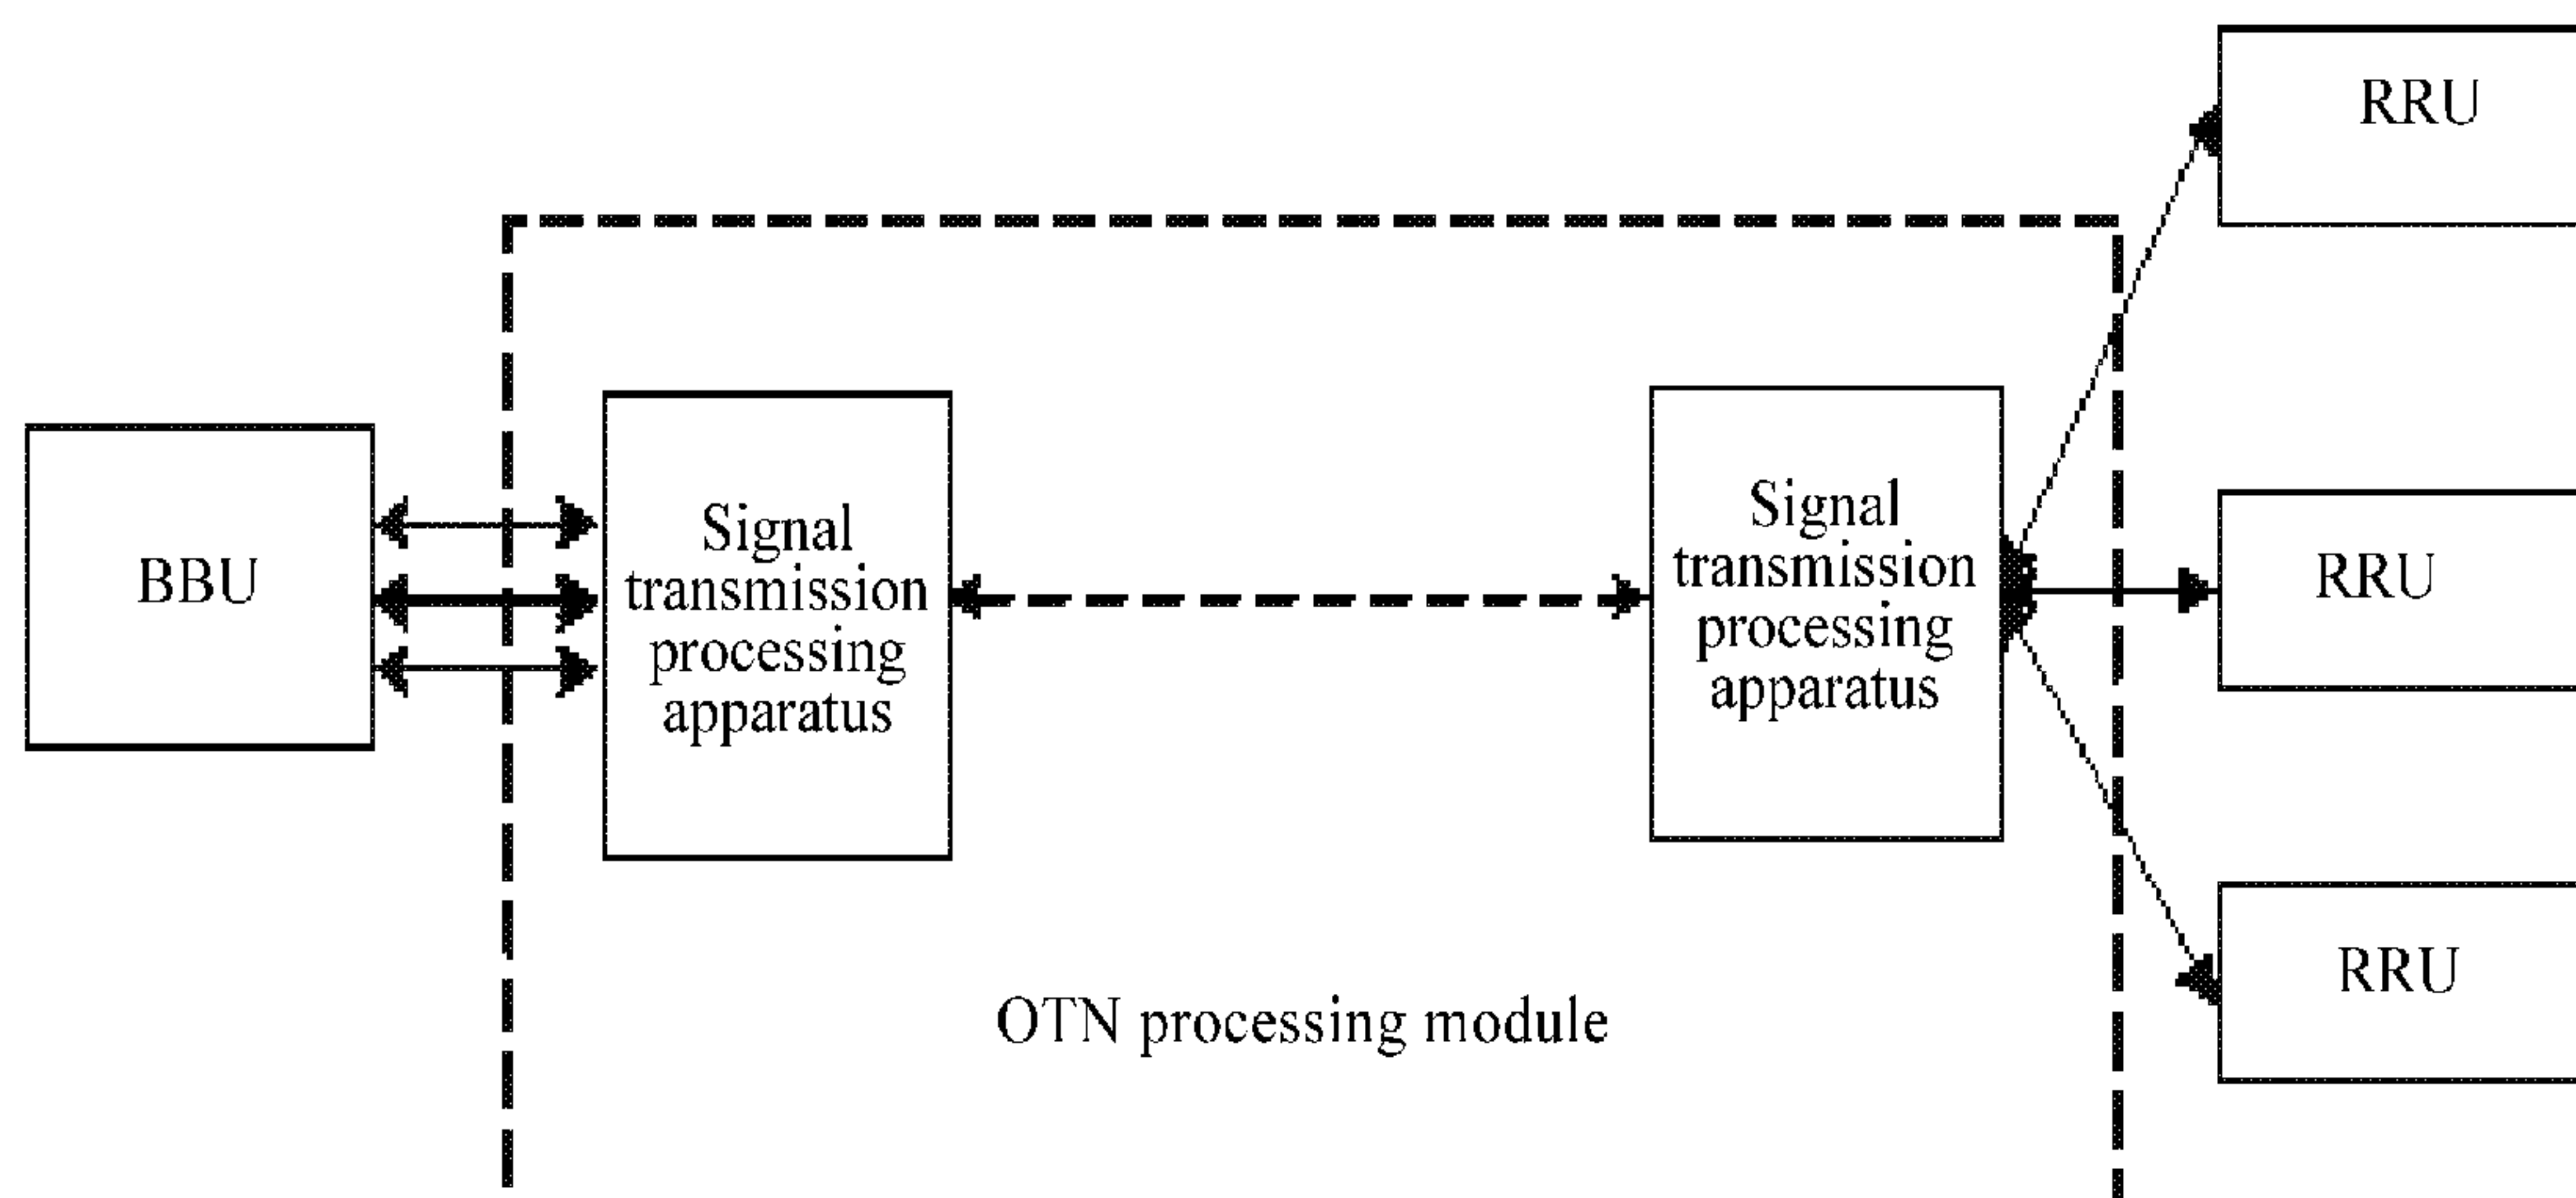 RRU
BBU
Signal
transmission
processing
apparatus
Signal
transmission
processing
apparatus
RRU
RRU
OTN processing module